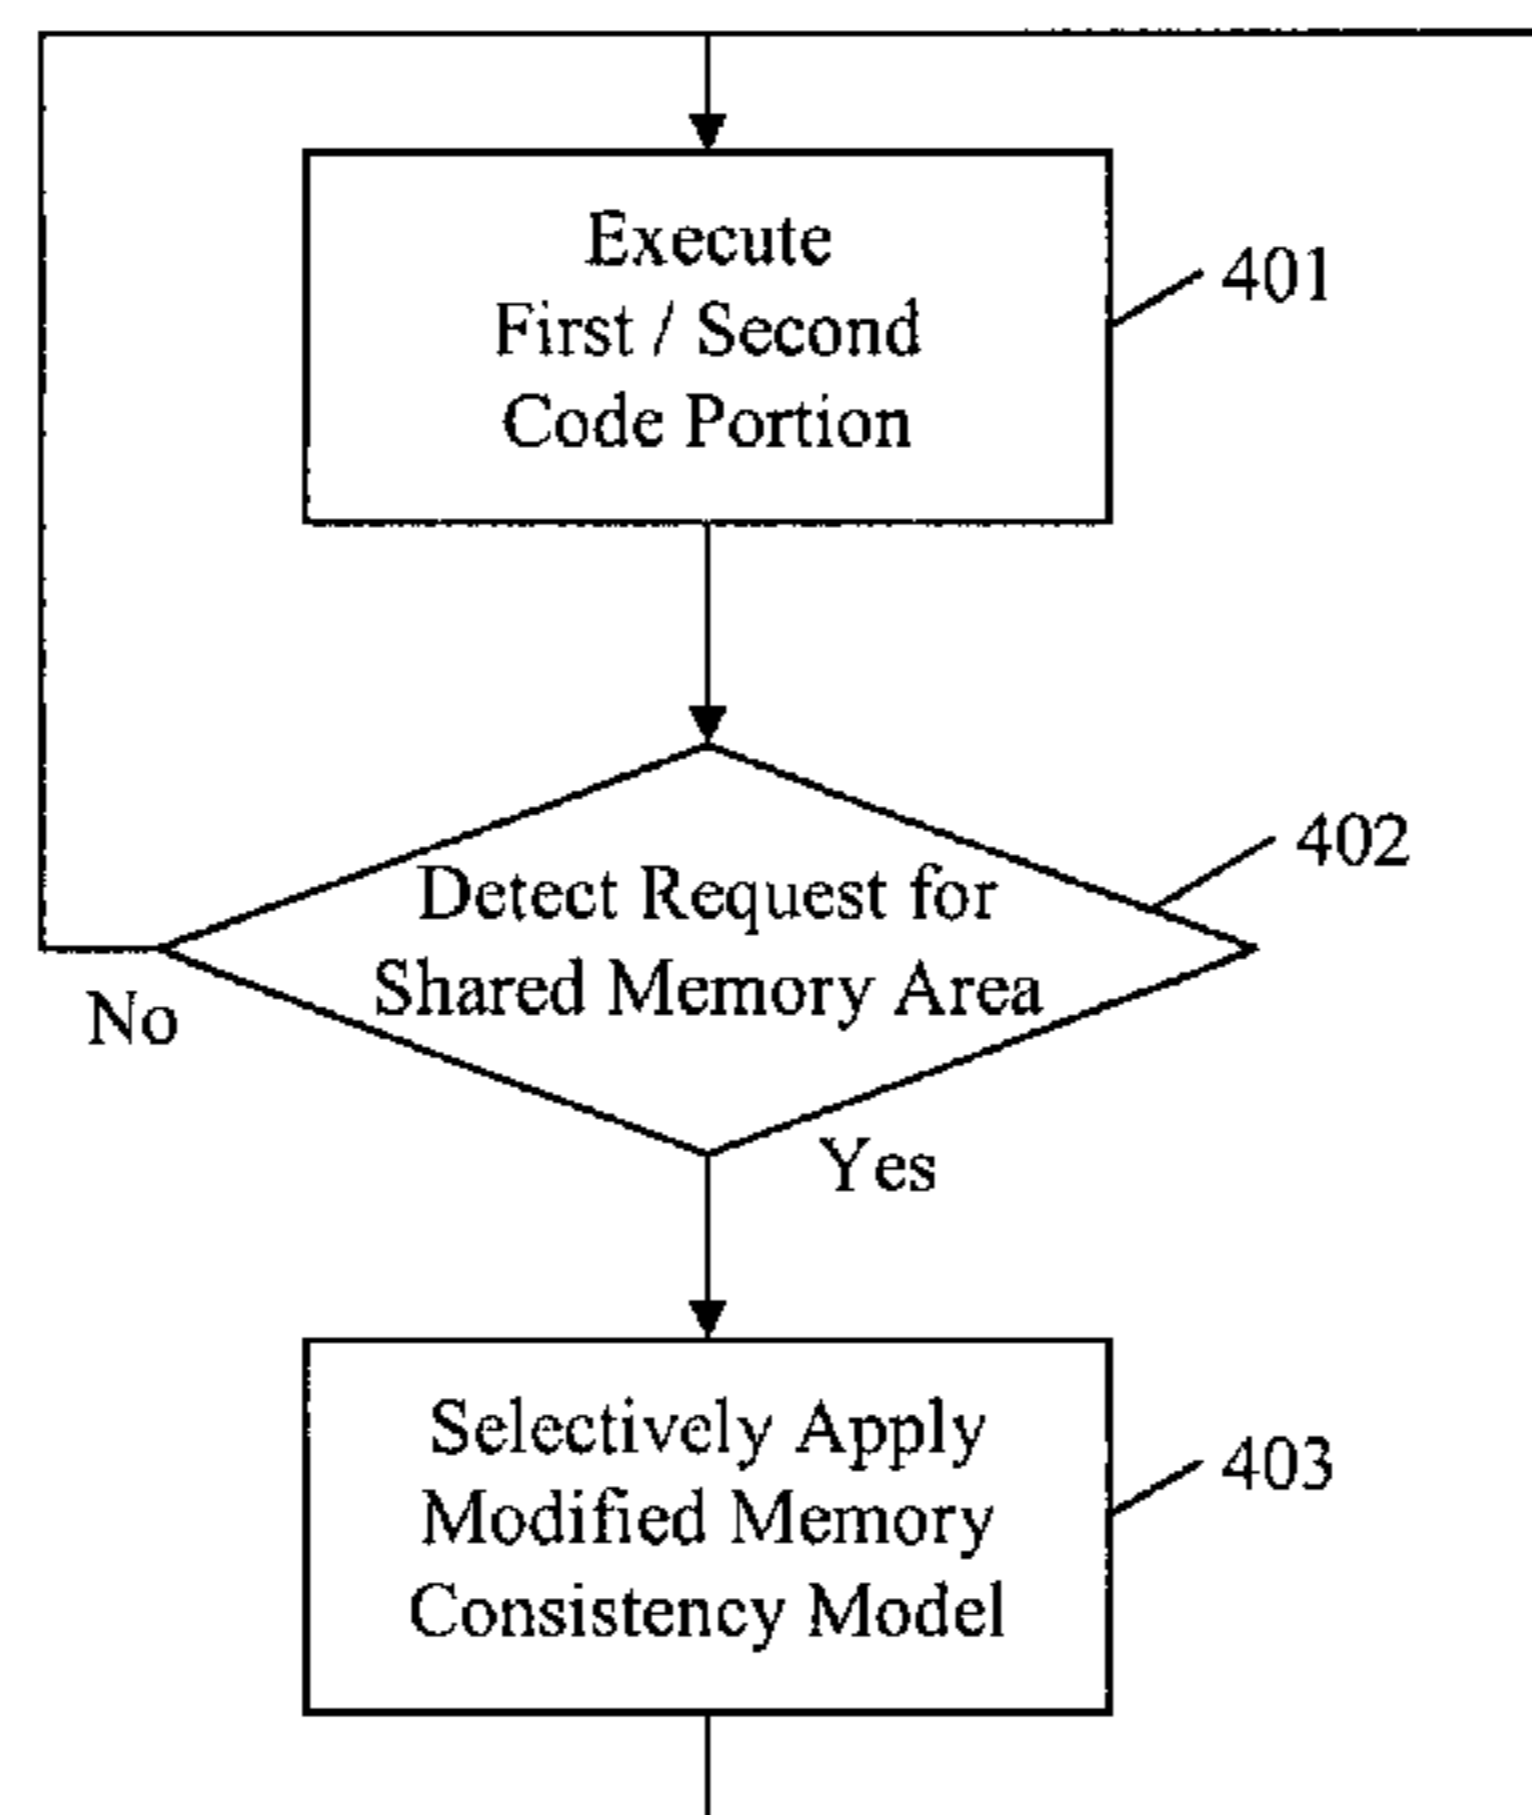 Execute
First / Second
Code Portion
401
Detect Request for
Shared Memory Area
402
No
Yes
Selectively Apply
Modified Memory
Consistency Model
403